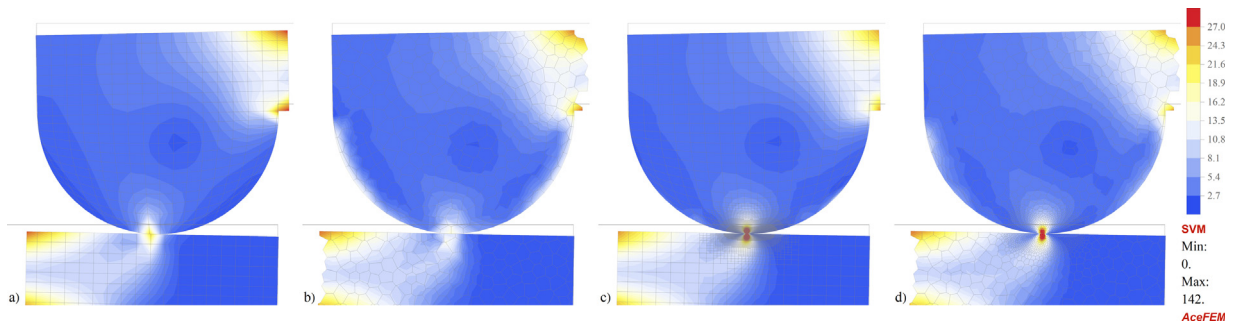 a)
b)
c)
d)
27.0
24.3
21.6
18.9
16.2
13.5
10.8
8.1
5.4
2.7
SVM
Min:
0.
Max:
142.
AceFEM